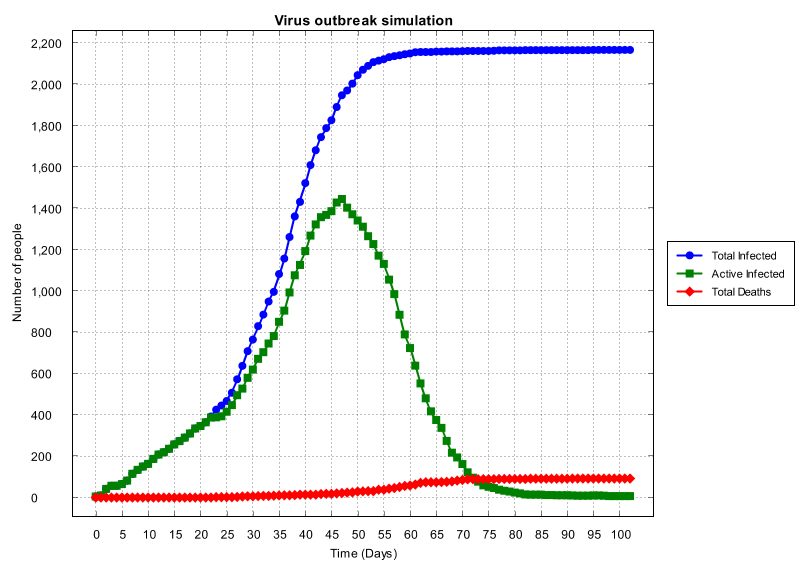 Virus outbreak simulation
2,200
2,000
1,800
1,600
1,400
1,200
1,000
800
600
400
200
0
Number of people
0 5 10 15 20 25 30 35 40 45 50 55 60 65 70 75 80 85 90 95 100
Time (Days)
Total Infected
Active Infected
Total Deaths